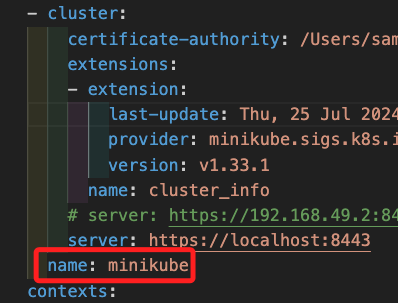 - cluster:
certificate-authority: /Users/sam
extensions:
- extension:
last-update: Thu, 25 Jul 2024
provider: minikube.sigs.k8s.i
version: v1.33.1
name: cluster_info
# server: https://192.168.49.2:84
server: https://localhost:8443
name: minikube
contexts: